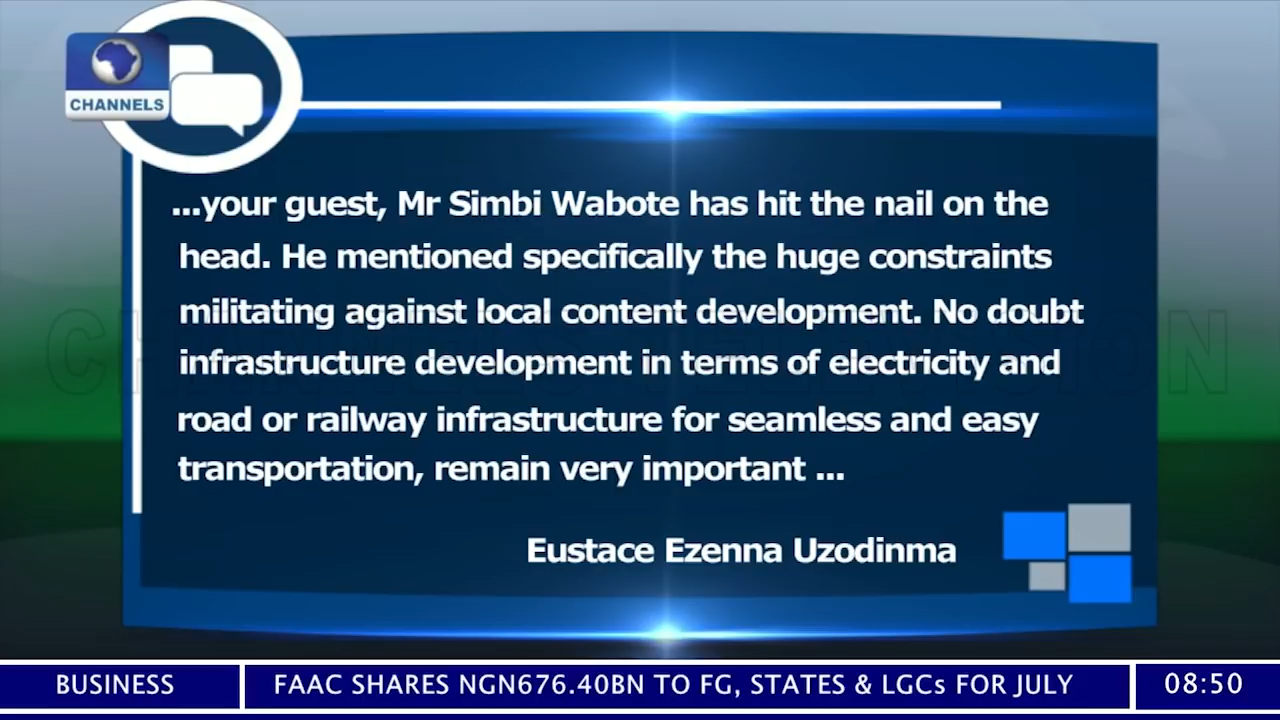 CHANNELS
...your guest, Mr Simbi Wabote has hit the nail on the
head. He mentioned specifically the huge constraints
militating against local content development. No doubt
infrastructure development in terms of electricity and
road or railway infrastructure for seamless and easy
transportation, remain very important ...
Eustace Ezenna Uzodinma
CHANNELS TELEVISION
BUSINESS
FAAC SHARES NGN676.40BN TO FG, STATES & LGCs FOR JULY
08:50